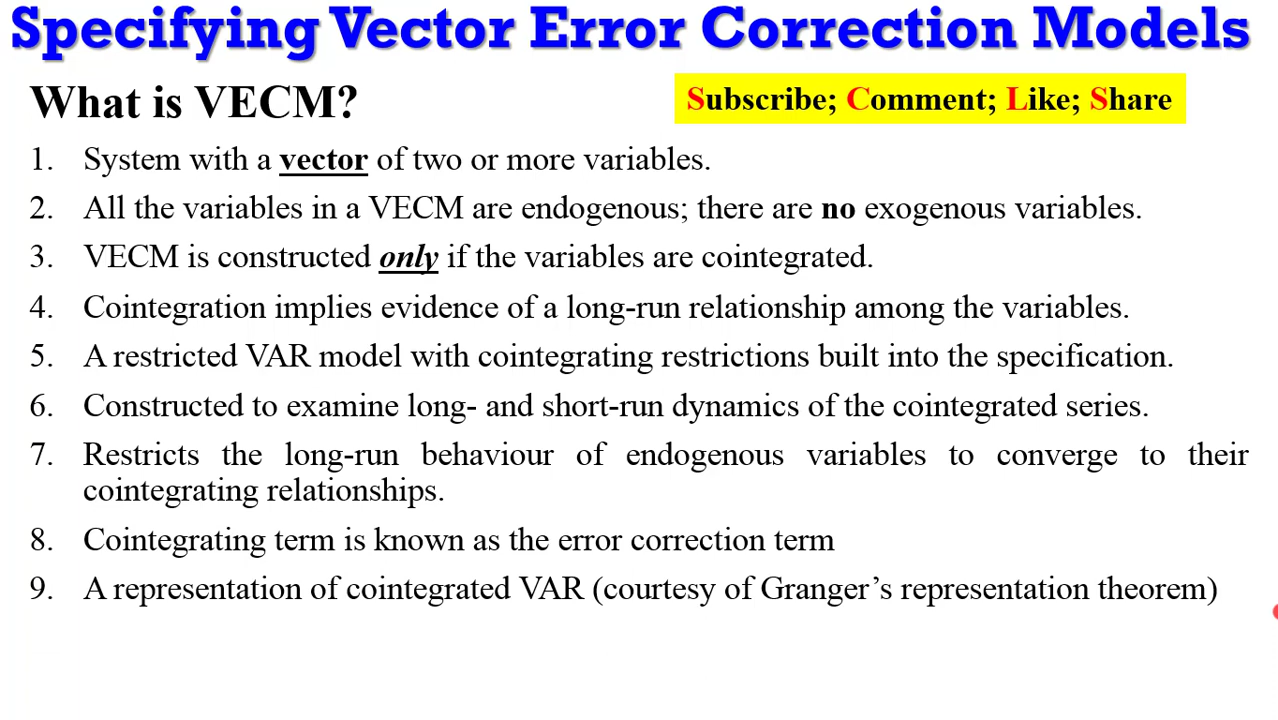 Specifying Vector Error Correction Models
What is VECM?
Subscribe; Comment; Like; Share
1. System with a vector of two or more variables.
2. All the variables in a VECM are endogenous; there are no exogenous variables.
3. VECM is constructed only if the variables are cointegrated.
4. Cointegration implies evidence of a long-run relationship among the variables.
5. A restricted VAR model with cointegrating restrictions built into the specification.
6. Constructed to examine long- and short-run dynamics of the cointegrated series.
7. Restricts the long-run behaviour of endogenous variables to converge to their
cointegrating relationships.
8. Cointegrating term is known as the error correction term
9. A representation of cointegrated VAR (courtesy of Granger’s representation theorem)